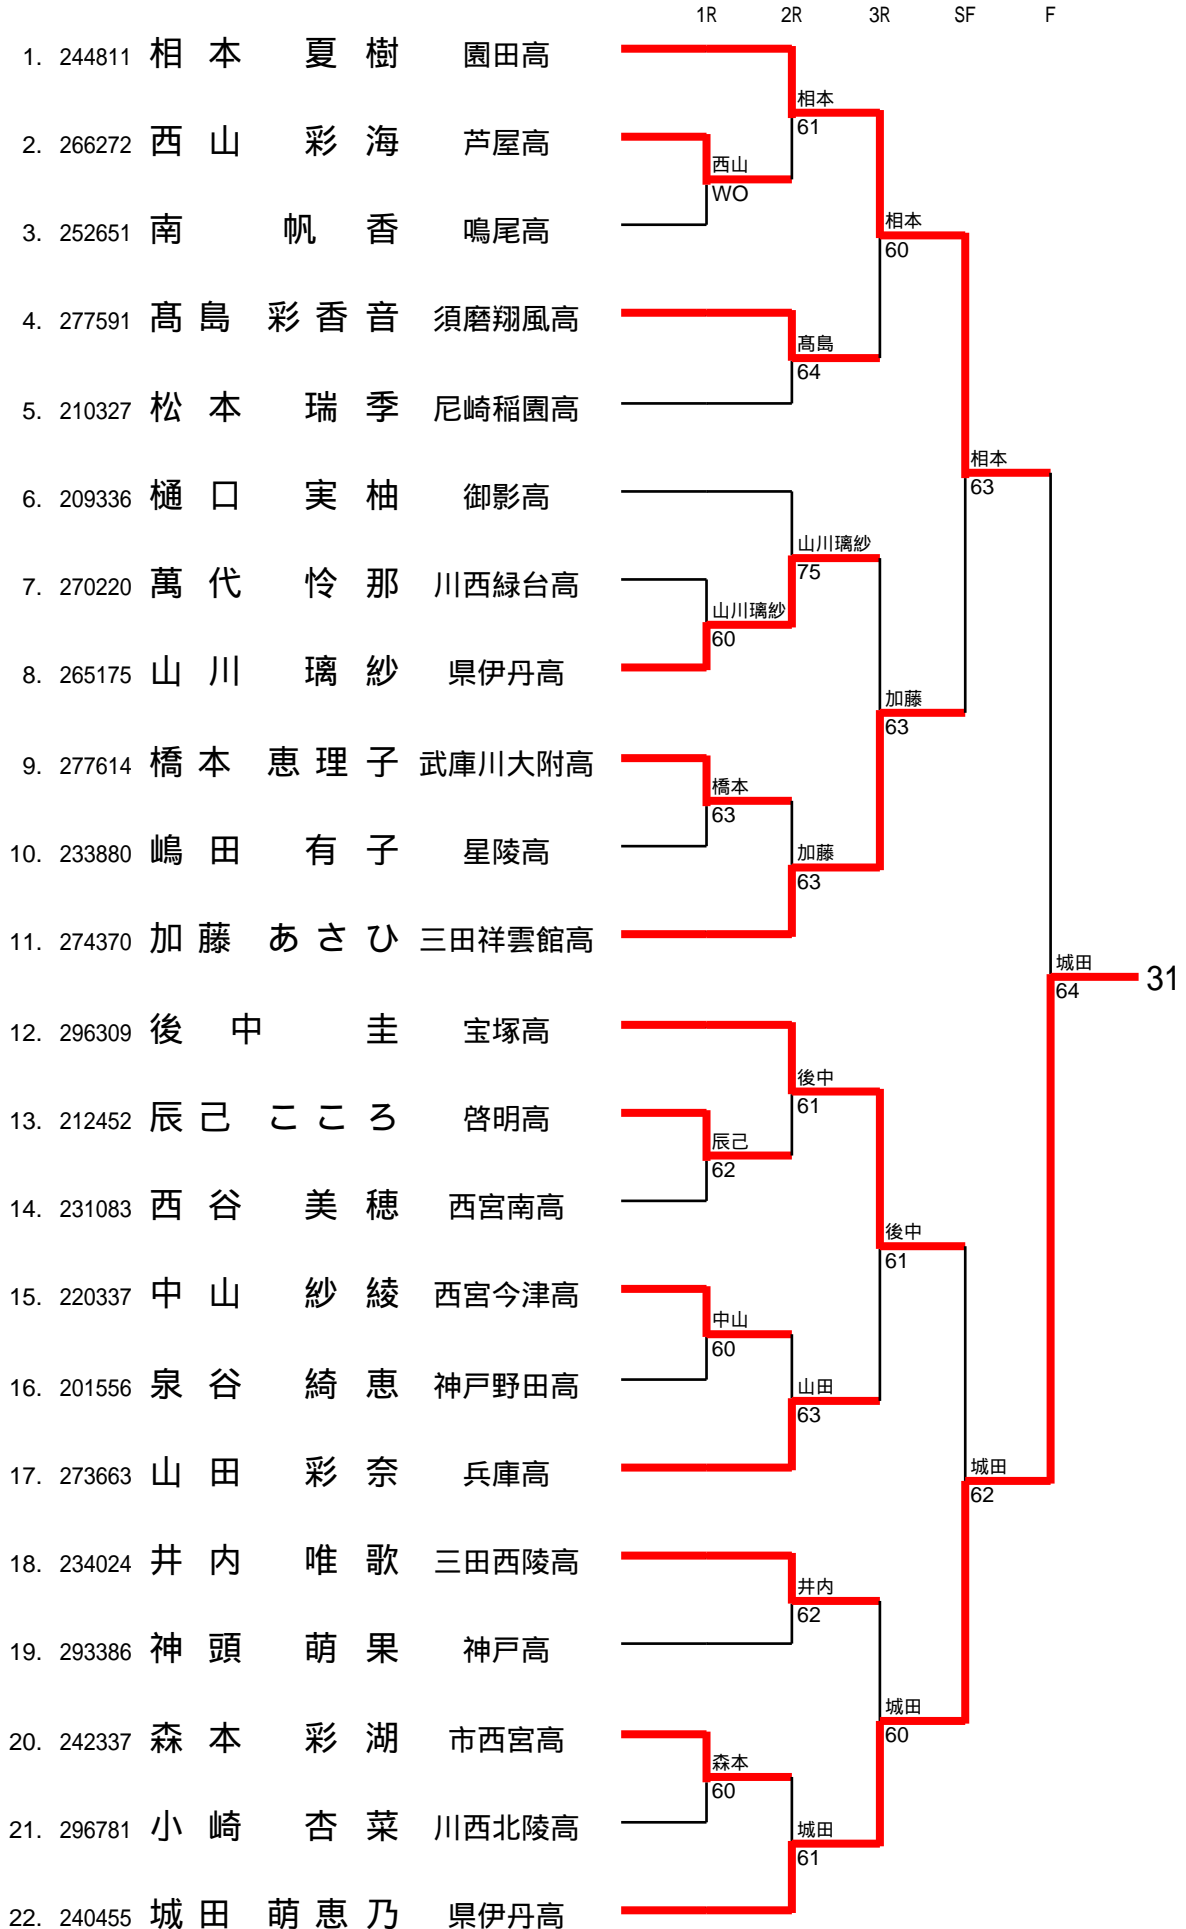 1R 2R 3R SF F
1. 244811 相本 夏樹 園田高
相本
61
2. 266272 西山 彩海 芦屋高
西山
WO
3. 252651 南 帆香 鳴尾高
相本
60
4. 277591 髙島 彩香音 須磨翔風高
髙島
64
5. 210327 松本 瑞季 尼崎稲園高
相本
63
6. 209336 樋口 実柚 御影高
山川璃紗
75
7. 270220 萬代 怜那 川西緑台高
山川璃紗
60
8. 265175 山川 璃紗 県伊丹高
加藤
63
9. 277614 橋本 恵理子 武庫川大附高
橋本
63
10. 233880 嶋田 有子 星陵高
加藤
63
11. 274370 加藤 あさひ 三田祥雲館高
城田
64
31
12. 296309 後中 圭 宝塚高
後中
61
13. 212452 辰己 こころ 啓明高
辰己
62
14. 231083 西谷 美穂 西宮南高
後中
61
15. 220337 中山 紗綾 西宮今津高
中山
60
16. 201556 泉谷 綺恵 神戸野田高
山田
63
17. 273663 山田 彩奈 兵庫高
城田
62
18. 234024 井内 唯歌 三田西陵高
井内
62
19. 293386 神頭 萌果 神戸高
城田
60
20. 242337 森本 彩湖 市西宮高
森本
60
21. 296781 小崎 杏菜 川西北陵高
城田
61
22. 240455 城田 萌恵乃 県伊丹高